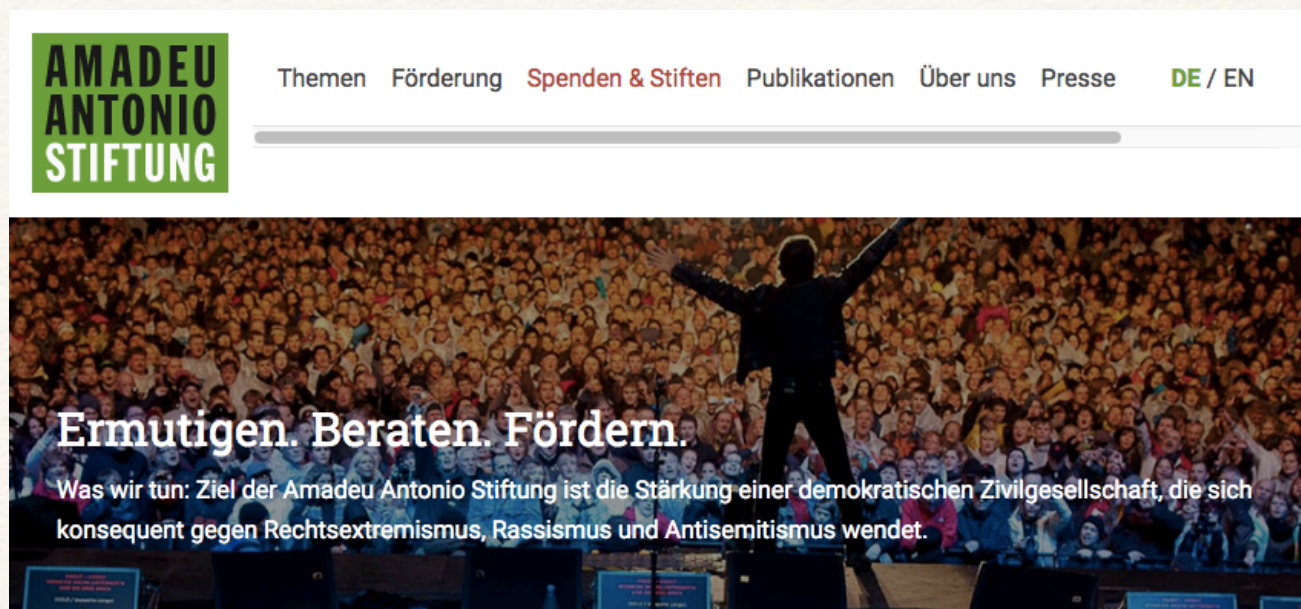 AMADEU
ANTONIO
STIFTUNG
Themen Förderung Spenden & Stiften Publikationen Über uns Presse DE / EN
Ermutigen. Beraten. Fördern.
Was wir tun: Ziel der Amadeu Antonio Stiftung ist die Stärkung einer demokratischen Zivilgesellschaft, die sich
konsequent gegen Rechtsextremismus, Rassismus und Antisemitismus wendet.